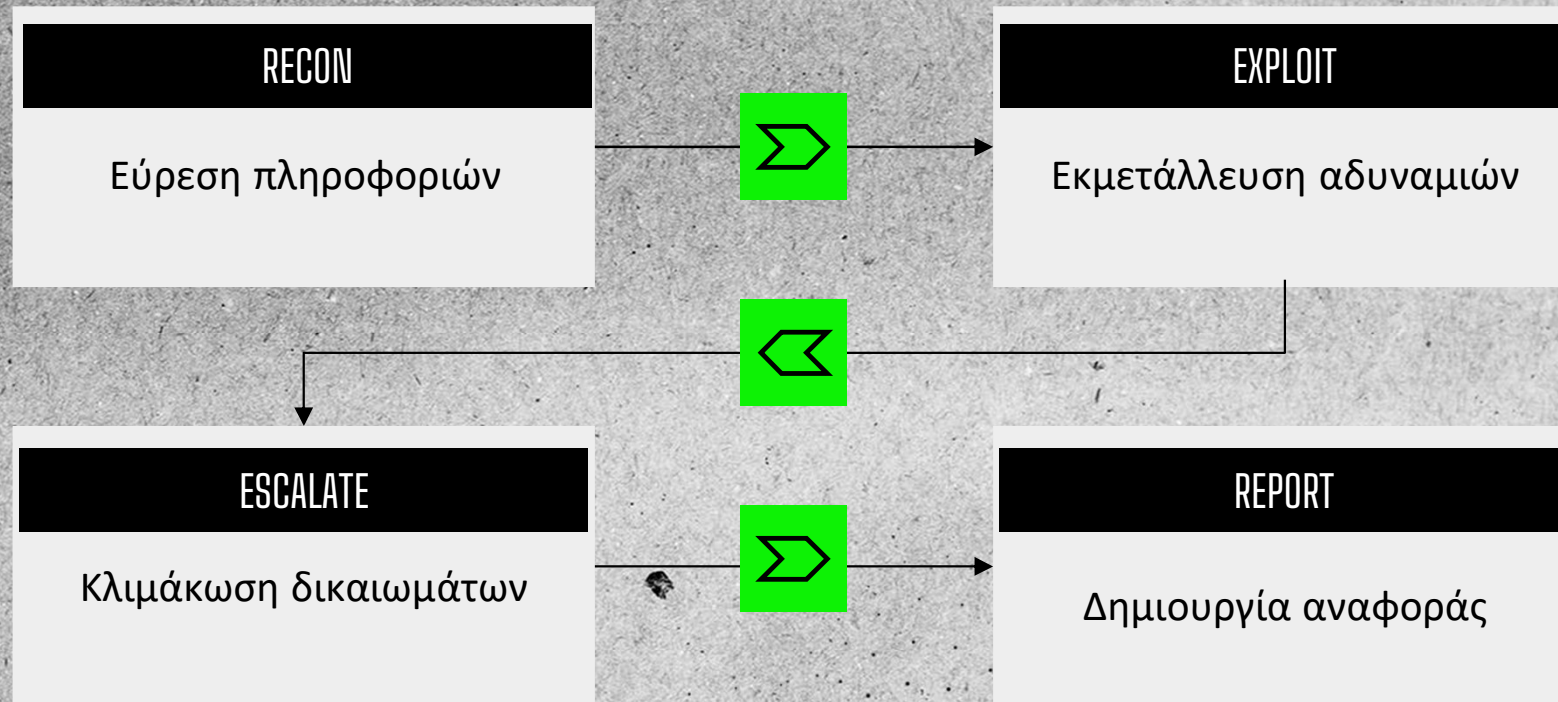 RECON
Εύρεση πληροφοριών
EXPLOIT
Εκμετάλλευση αδυναμιών
ESCALATE
Κλιμάκωση δικαιωμάτων
REPORT
Δημιουργία αναφοράς